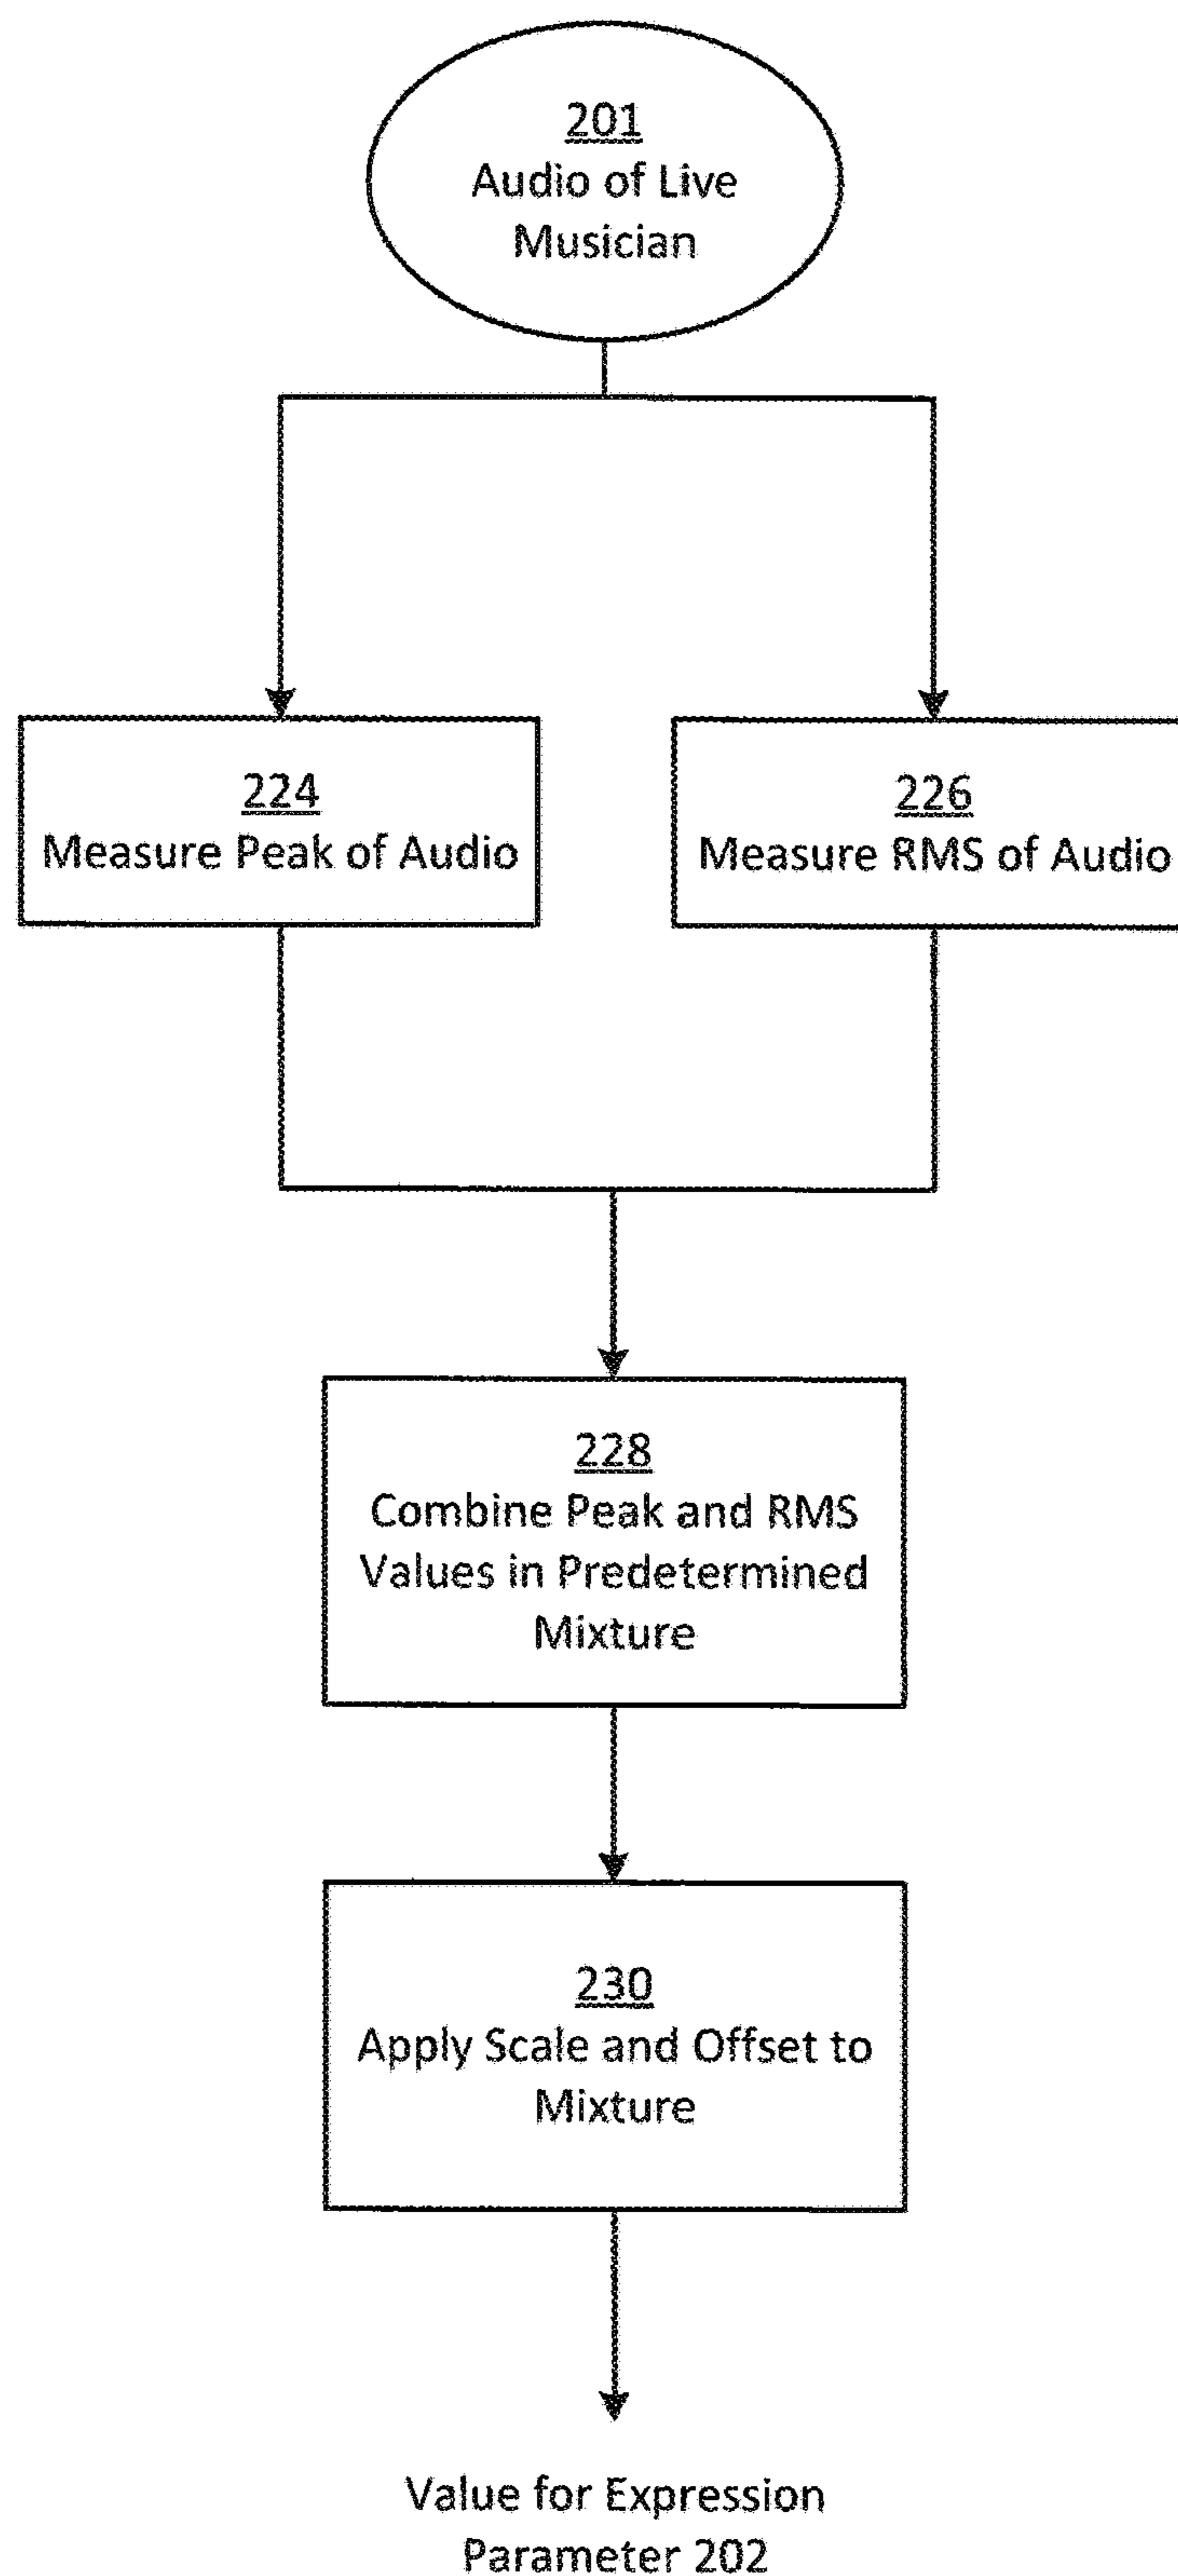 201
Audio of Live
Musician
224
Measure Peak of Audio
226
Measure RMS of Audio
228
Combine Peak and RMS
Values in Predetermined
Mixture
230
Apply Scale and Offset to
Mixture
Value for Expression
Parameter 202